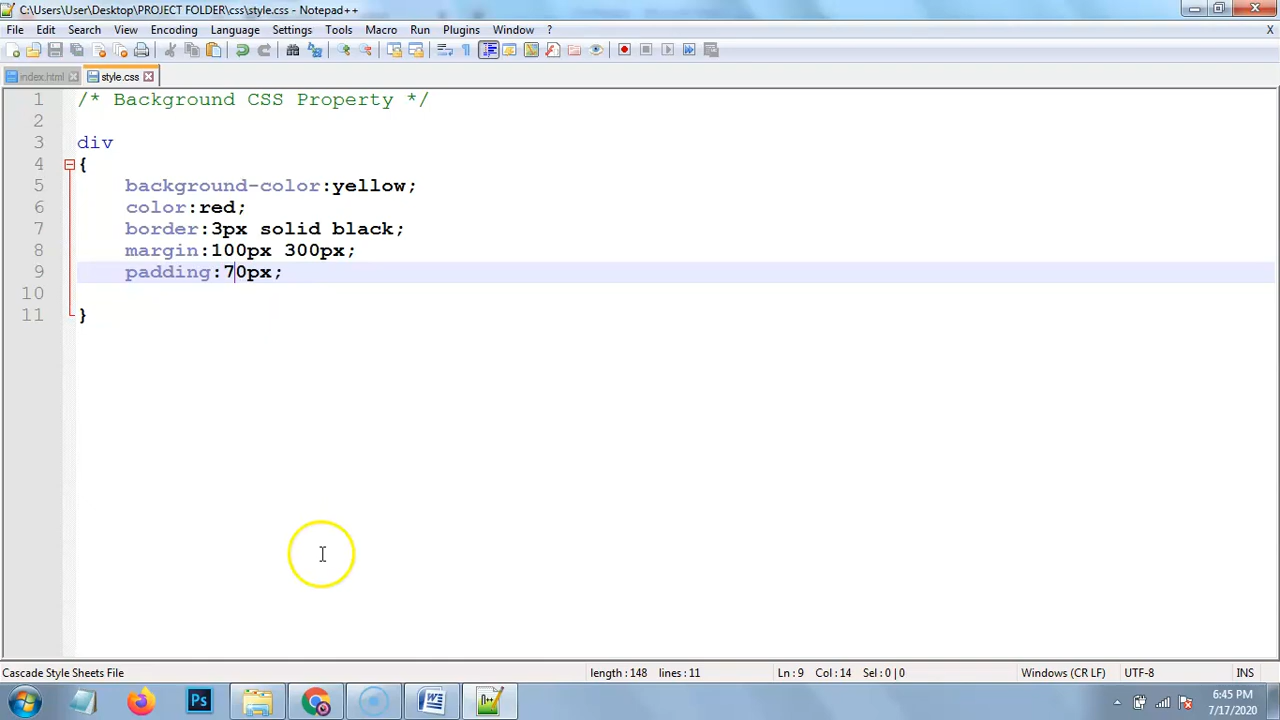 C:\Users\User\Desktop\PROJECT FOLDER\css\style.css - Notepad++
File Edit Search View Encoding Language Settings Tools Macro Run Plugins Window ? X
index.html style.css
1 /* Background CSS Property */
2
3 div
4 {
5 background-color:yellow;
6 color:red;
7 border:3px solid black;
8 margin:100px 300px;
9 padding:70px;
10
11 }
Cascade Style Sheets File length : 148 lines : 11 Ln : 9 Col : 14 Sel : 0 | 0 Windows (CR LF) UTF-8 INS
Ps
6:45 PM
7/17/2020